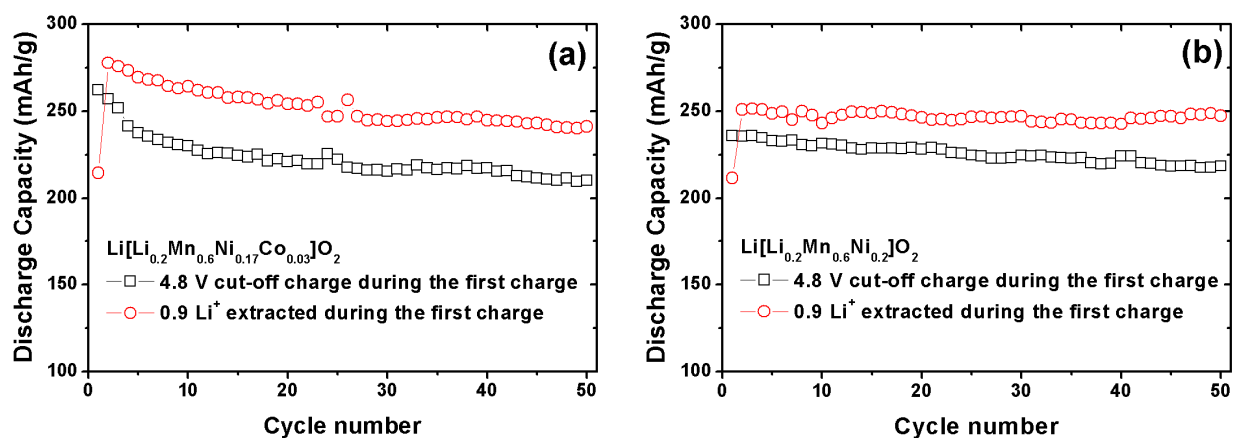 (a)
Discharge Capacity (mAh/g)
300
250
200
150
100
Li[Li0.2Mn0.6Ni0.17Co0.03]O2
4.8 V cut-off charge during the first charge
0.9 Li+ extracted during the first charge
0 10 20 30 40 50
Cycle number
(b)
Discharge Capacity (mAh/g)
300
250
200
150
100
Li[Li0.2Mn0.6Ni0.2]O2
4.8 V cut-off charge during the first charge
0.9 Li+ extracted during the first charge
0 10 20 30 40 50
Cycle number